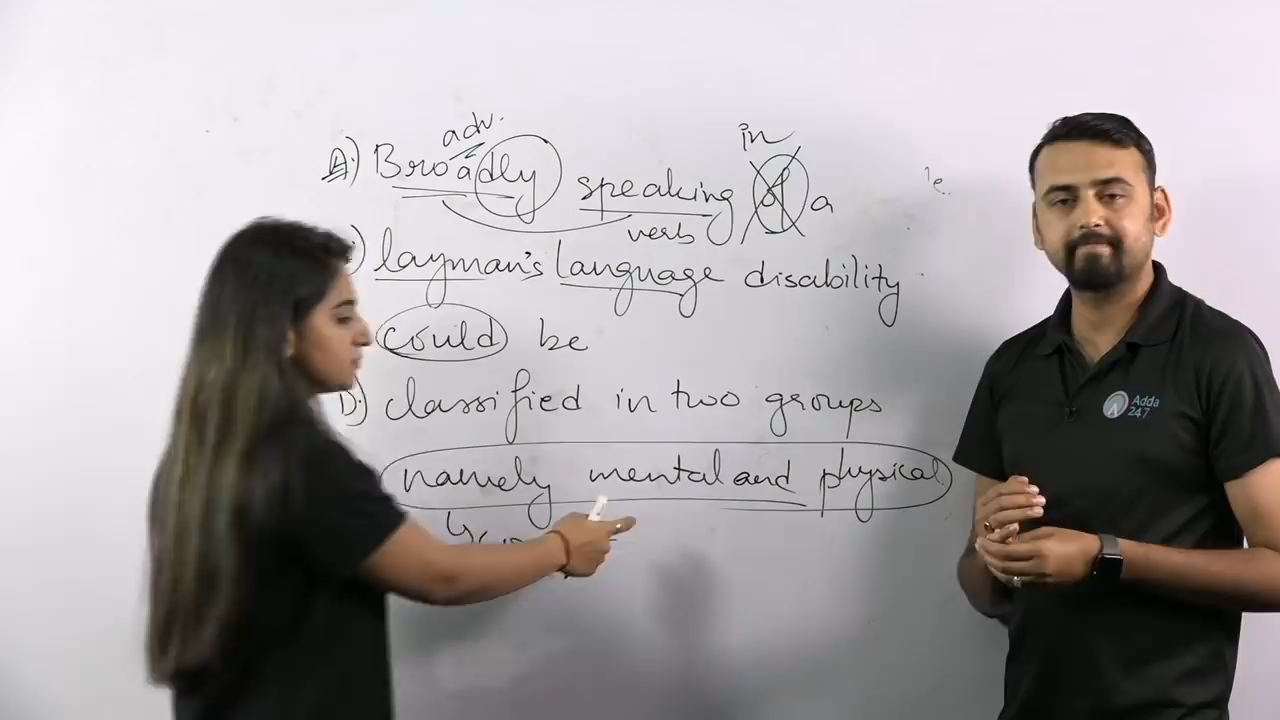 adv. in
A) Broadly speaking of a
verb
layman's language disability
could be
D) classified in two groups
namely mental and physical
Adda
247